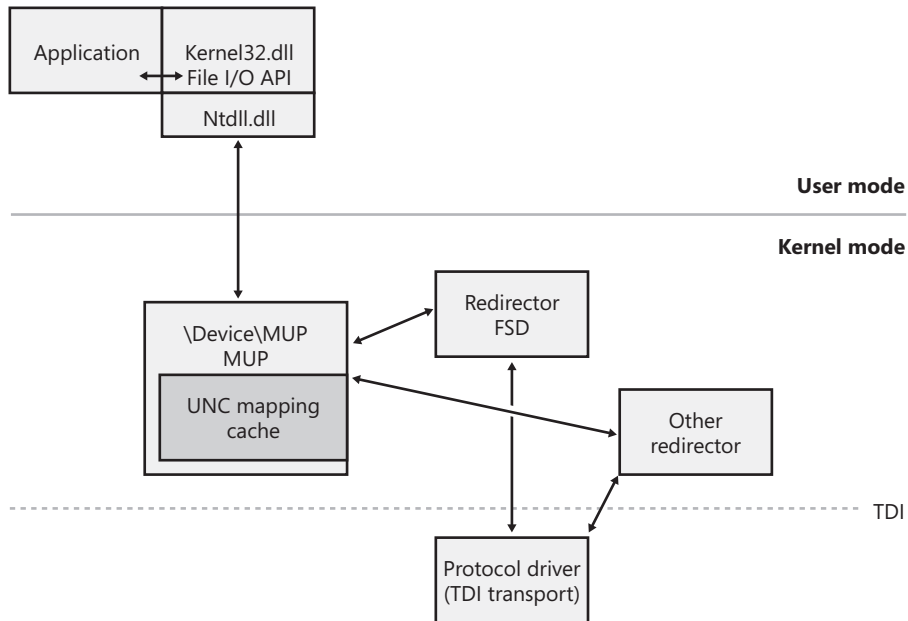 Application
Kernel32.dll
File I/O API
Ntdll.dll
User mode
Kernel mode
\Device\MUP
MUP
UNC mapping
cache
Redirector
FSD
Other
redirector
TDI
Protocol driver
(TDI transport)